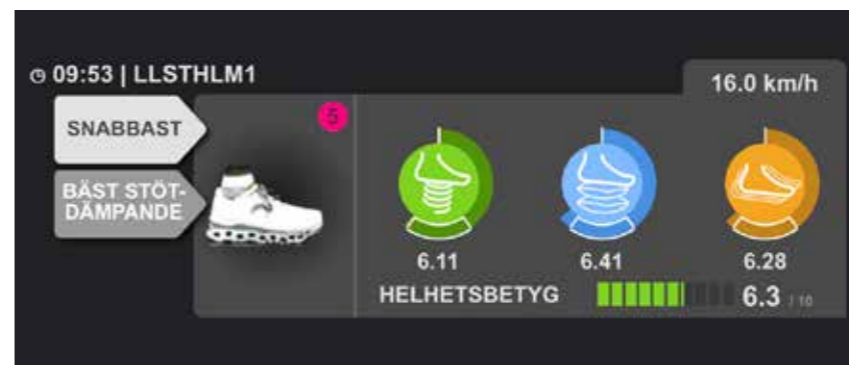 09:53 | LLSTHLM1
16.0 km/h
SNABBAST
5
BÄST STÖT-
DÄMPANDE
6.11
6.41
6.28
HELHETSBETYG
6.3 / 10